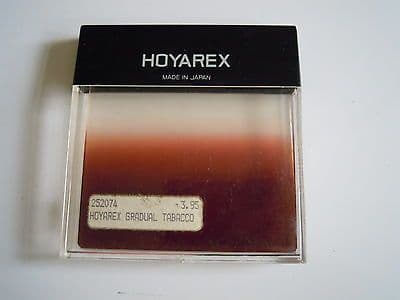 HOYAREX
MADE IN JAPAN
252074 3.95
HOYAREX GRADUAL TABACCO